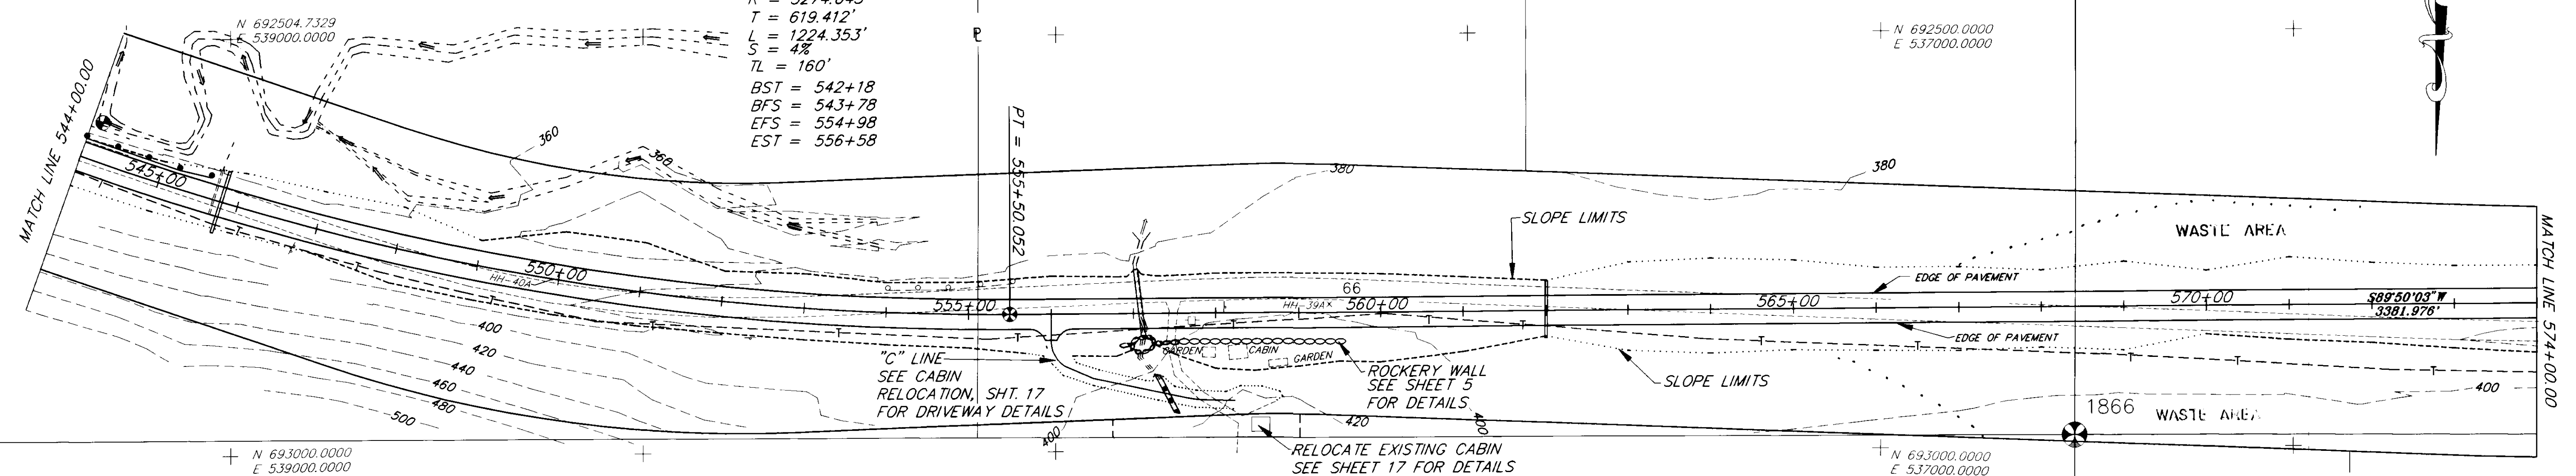 N 692504.7329
E 539000.0000
T = 619.412'
L = 1224.353'
S = 4%
TL = 160'
BST = 542+18
BFS = 543+78
EFS = 554+98
EST = 556+58
PL
N 692500.0000
E 537000.0000
MATCH LINE 544+00.00
545+00
360
360
550+00
HH-40A
PT = 555+50.052
555+00
380
380
66
HH-39A
560+00
SLOPE LIMITS
565+00
EDGE OF PAVEMENT
WASTE AREA
570+00
S89°50'03"W
3381.976'
MATCH LINE 574+00.00
EDGE OF PAVEMENT
T
T
T
T
T
T
T
T
T
T
T
T
GARDEN
CABIN
GARDEN
"C" LINE
SEE CABIN
RELOCATION, SHT. 17
FOR DRIVEWAY DETAILS
ROCKERY WALL
SEE SHEET 5
FOR DETAILS
SLOPE LIMITS
400
420
440
460
480
500
400
420
400
400
1866
WASTE AREA
RELOCATE EXISTING CABIN
SEE SHEET 17 FOR DETAILS
N 693000.0000
E 539000.0000
N 693000.0000
E 537000.0000